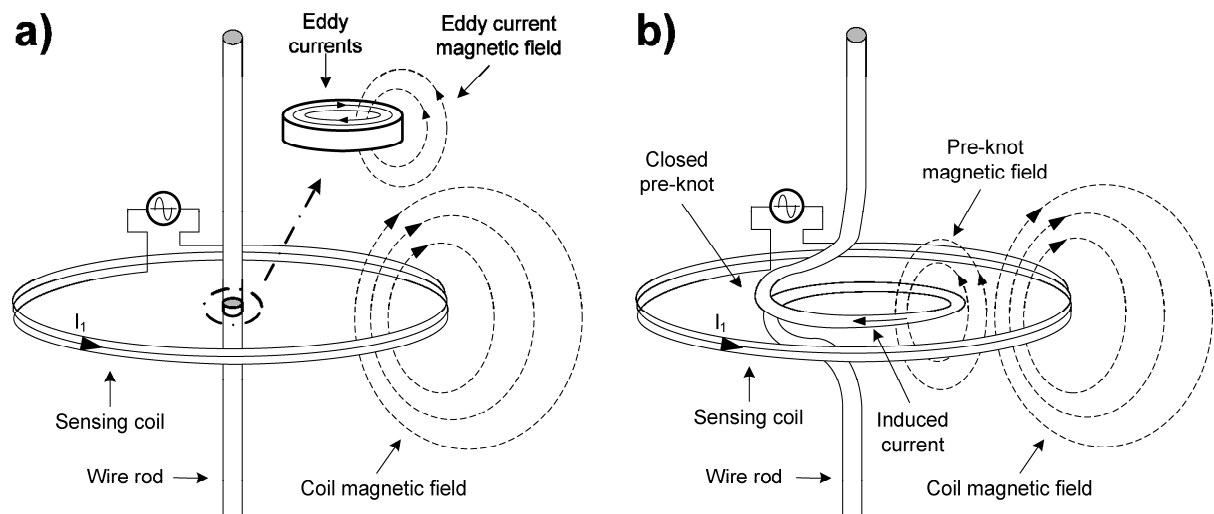 a)
Eddy
currents
Eddy current
magnetic field
I1
Sensing coil
Wire rod
Coil magnetic field
b)
Closed
pre-knot
Pre-knot
magnetic field
I1
Sensing coil
Induced
current
Wire rod
Coil magnetic field